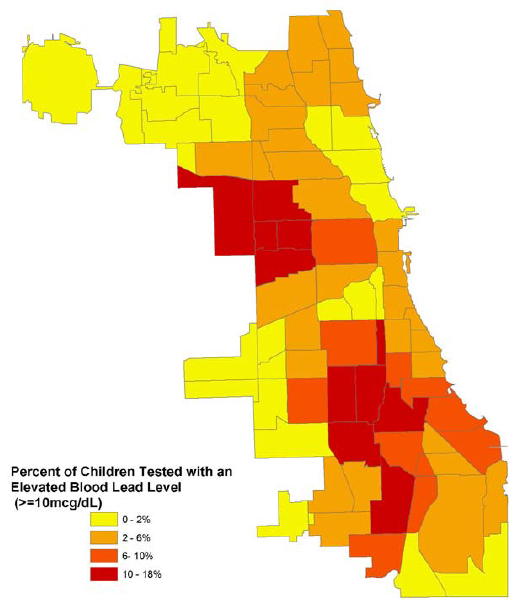 Percent of Children Tested with an
Elevated Blood Lead Level
(>=10mcg/dL)
0 - 2%
2 - 6%
6- 10%
10 - 18%